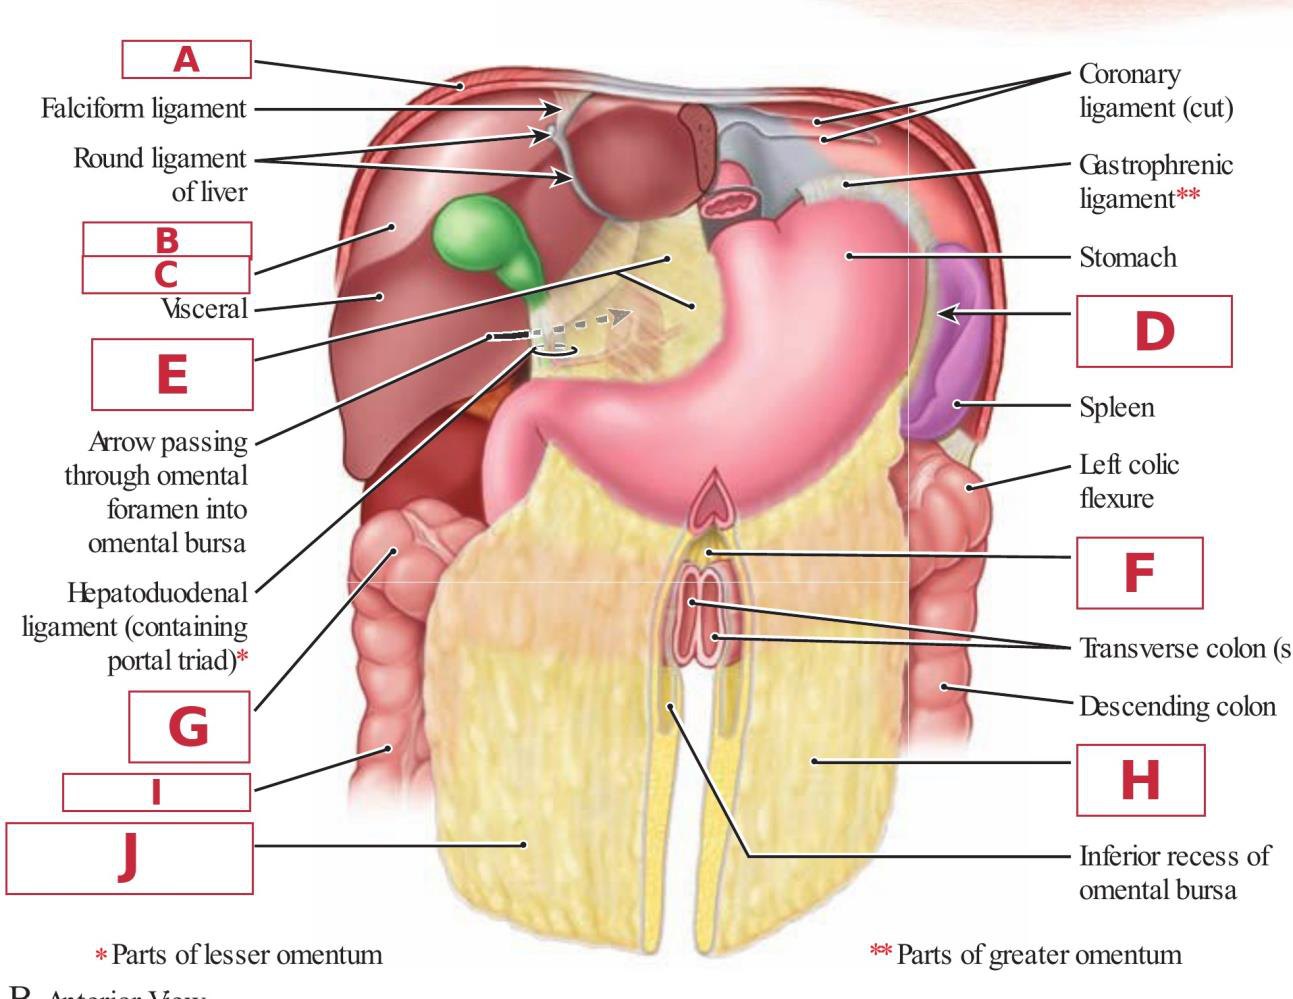 A
Falciform ligament
Round ligament
of liver
B
C
Visceral
E
Arrow passing
through omental
foramen into
omental bursa
Hepatoduodenal
ligament (containing
portal triad)*
G
I
J
Coronary
ligament (cut)
Gastrophrenic
ligament**
Stomach
D
Spleen
Left colic
flexure
F
Transverse colon (s
Descending colon
H
Inferior recess of
omental bursa
* Parts of lesser omentum
** Parts of greater omentum
B. Anterior View